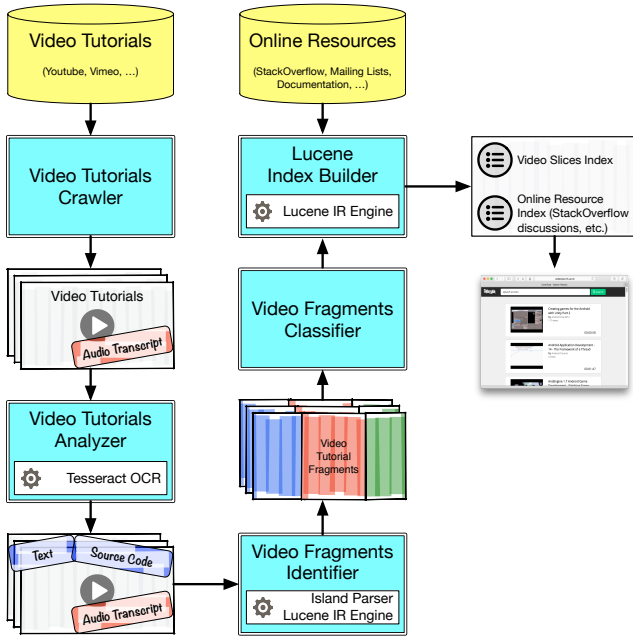 Video Tutorials
(Youtube, Vimeo, ...)
Video Tutorials
Crawler
Video Tutorials
Audio Transcript
Video Tutorials
Analyzer
Tesseract OCR
Text
Source Code
Audio Transcript
Online Resources
(StackOverflow, Mailing Lists,
Documentation, ...)
Lucene
Index Builder
Lucene IR Engine
Video Fragments
Classifier
Video
Tutorial
Fragments
Video Fragments
Identifier
Island Parser
Lucene IR Engine
Video Slices Index
Online Resource
Index (StackOverflow
discussions, etc.)